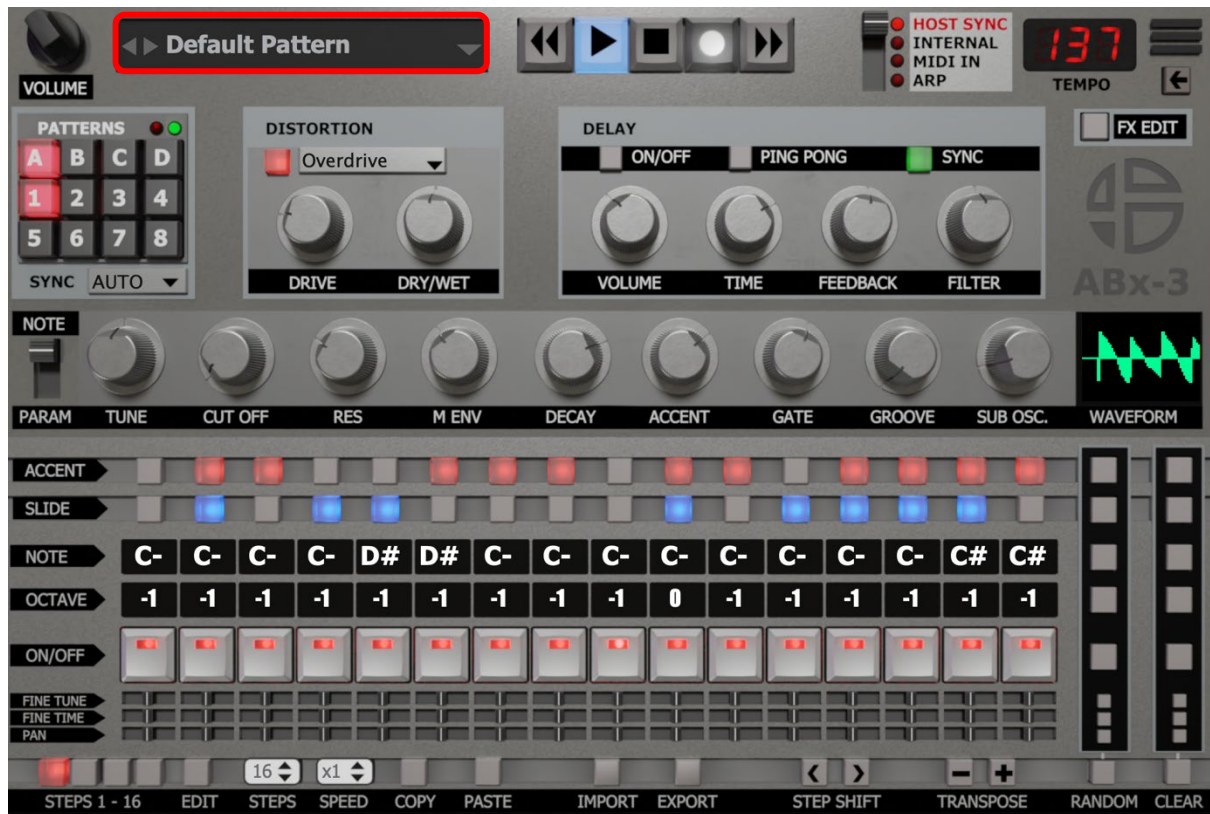 Default Pattern
VOLUME
HOST SYNC
INTERNAL
MIDI IN
ARP
137
TEMPO
PATTERNS
A B C D
1 2 3 4
5 6 7 8
SYNC AUTO
DISTORTION
Overdrive
DRIVE DRY/WET
DELAY
ON/OFF PING PONG SYNC
VOLUME TIME FEEDBACK FILTER
FX EDIT
ABx-3
NOTE
PARAM TUNE CUT OFF RES M ENV DECAY ACCENT GATE GROOVE SUB OSC. WAVEFORM
ACCENT
SLIDE
NOTE C- C- C- C- D# D# C- C- C- C- C- C- C- C- C# C#
OCTAVE -1 -1 -1 -1 -1 -1 -1 -1 -1 0 -1 -1 -1 -1 -1 -1
ON/OFF
FINE TUNE
FINE TIME
PAN
16 x1
STEPS 1 - 16 EDIT STEPS SPEED COPY PASTE IMPORT EXPORT STEP SHIFT TRANSPOSE RANDOM CLEAR